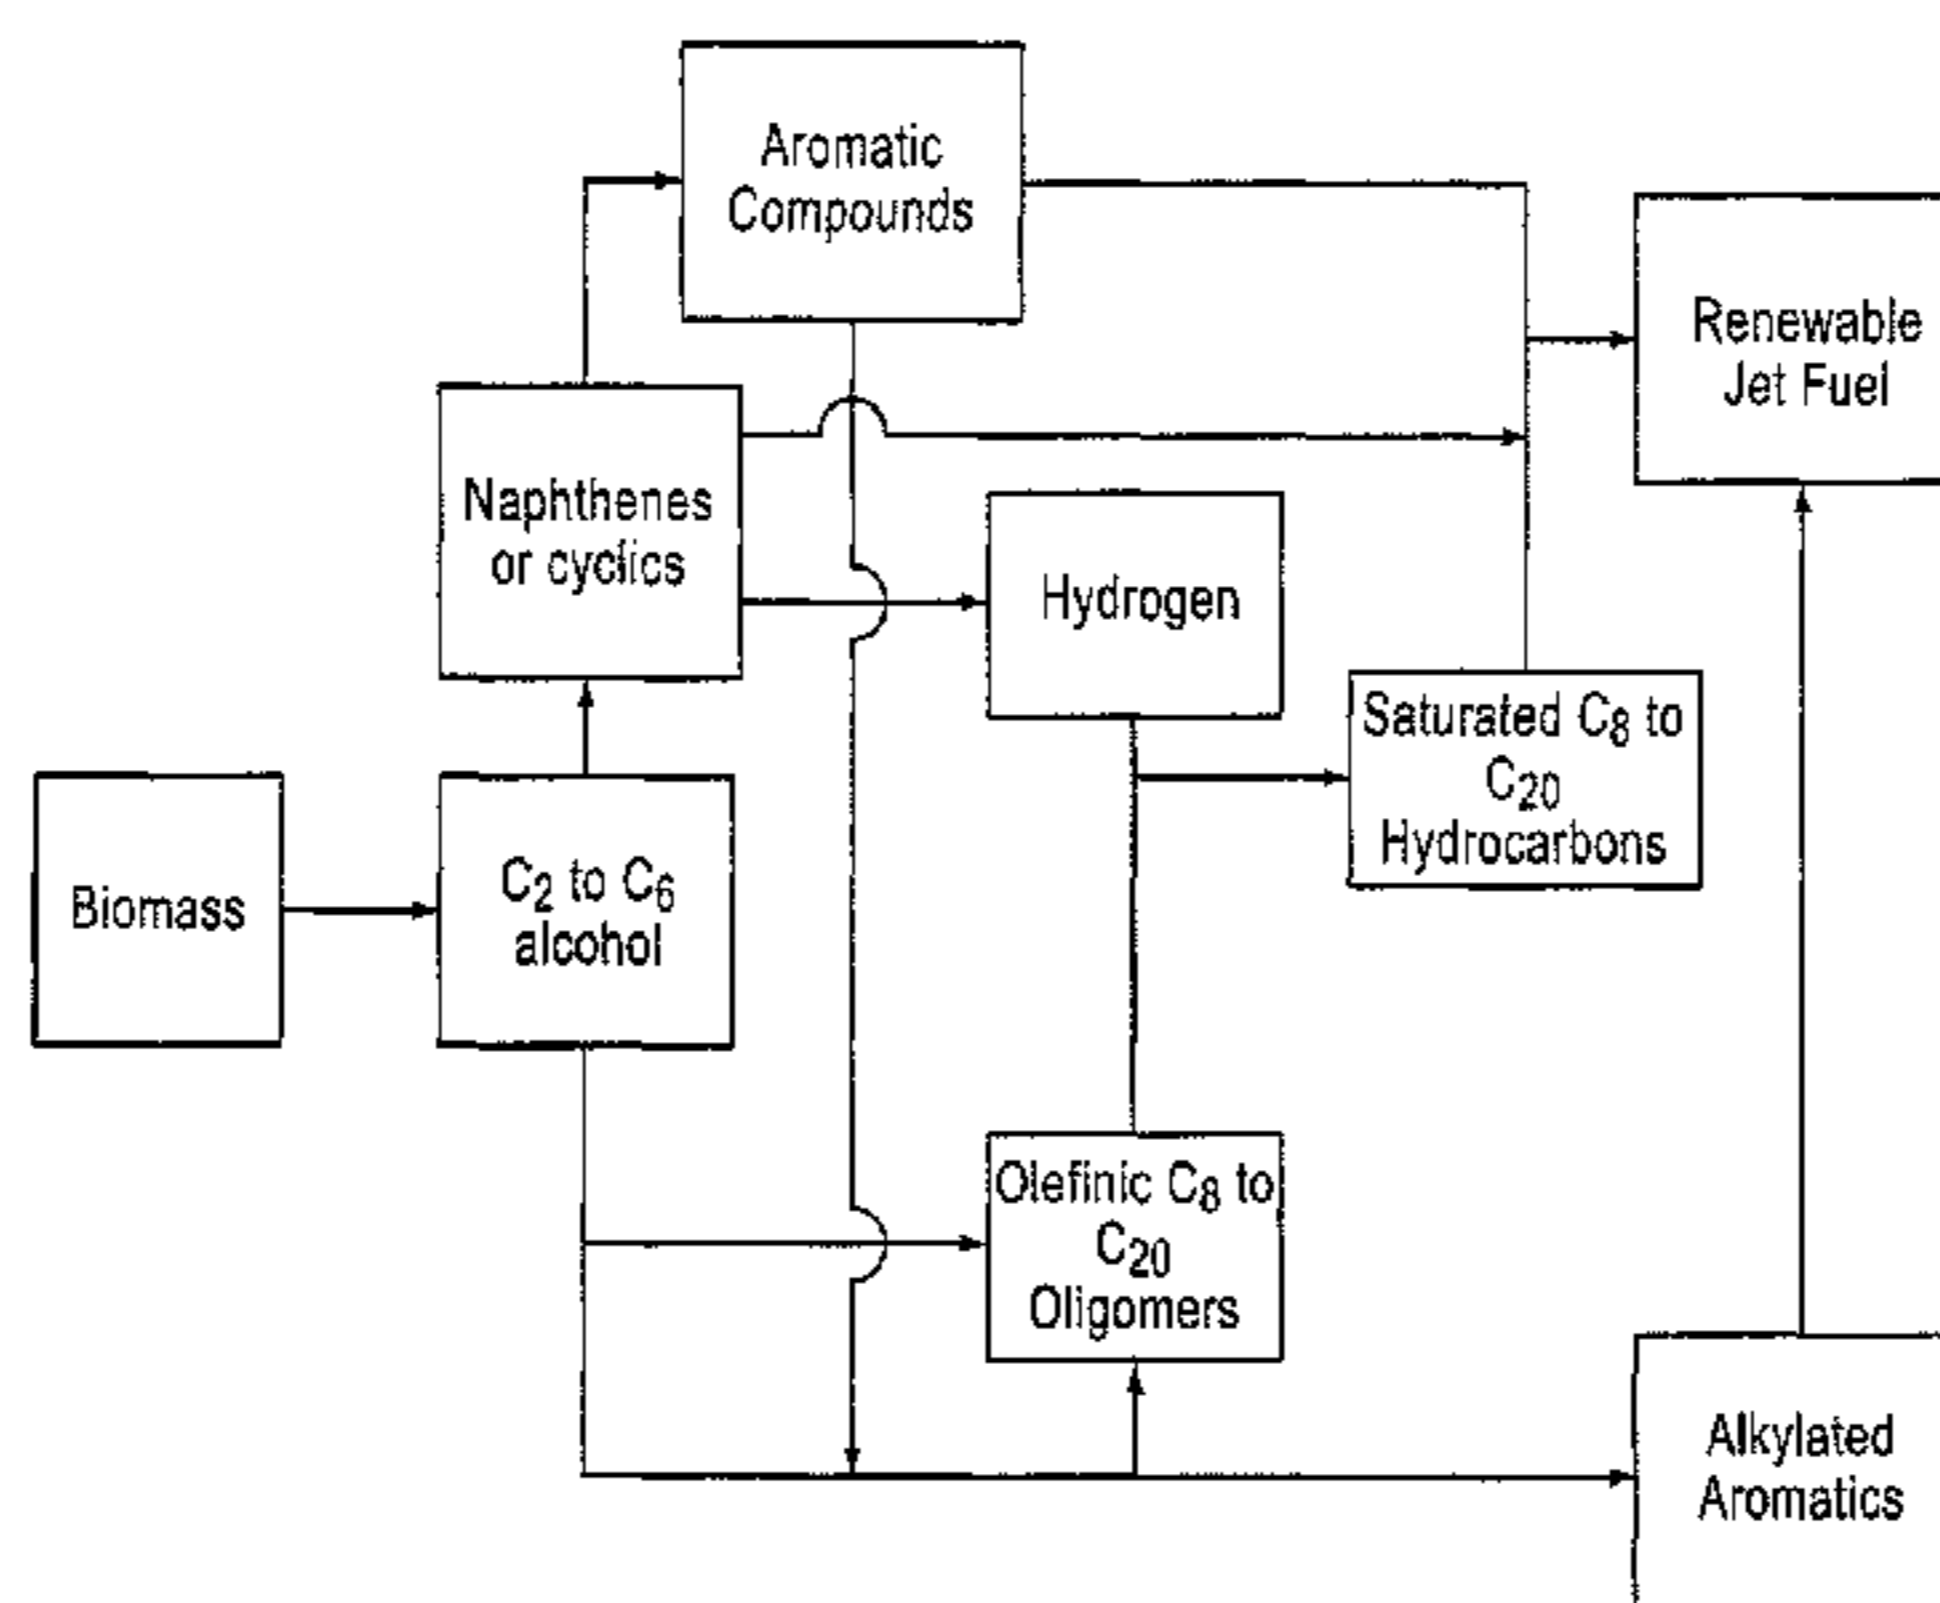 Aromatic
Compounds
Renewable
Jet Fuel
Naphthenes
or cyclics
Hydrogen
Saturated C8 to
C20
Hydrocarbons
Biomass
C2 to C6
alcohol
Olefinic C8 to
C20
Oligomers
Alkylated
Aromatics